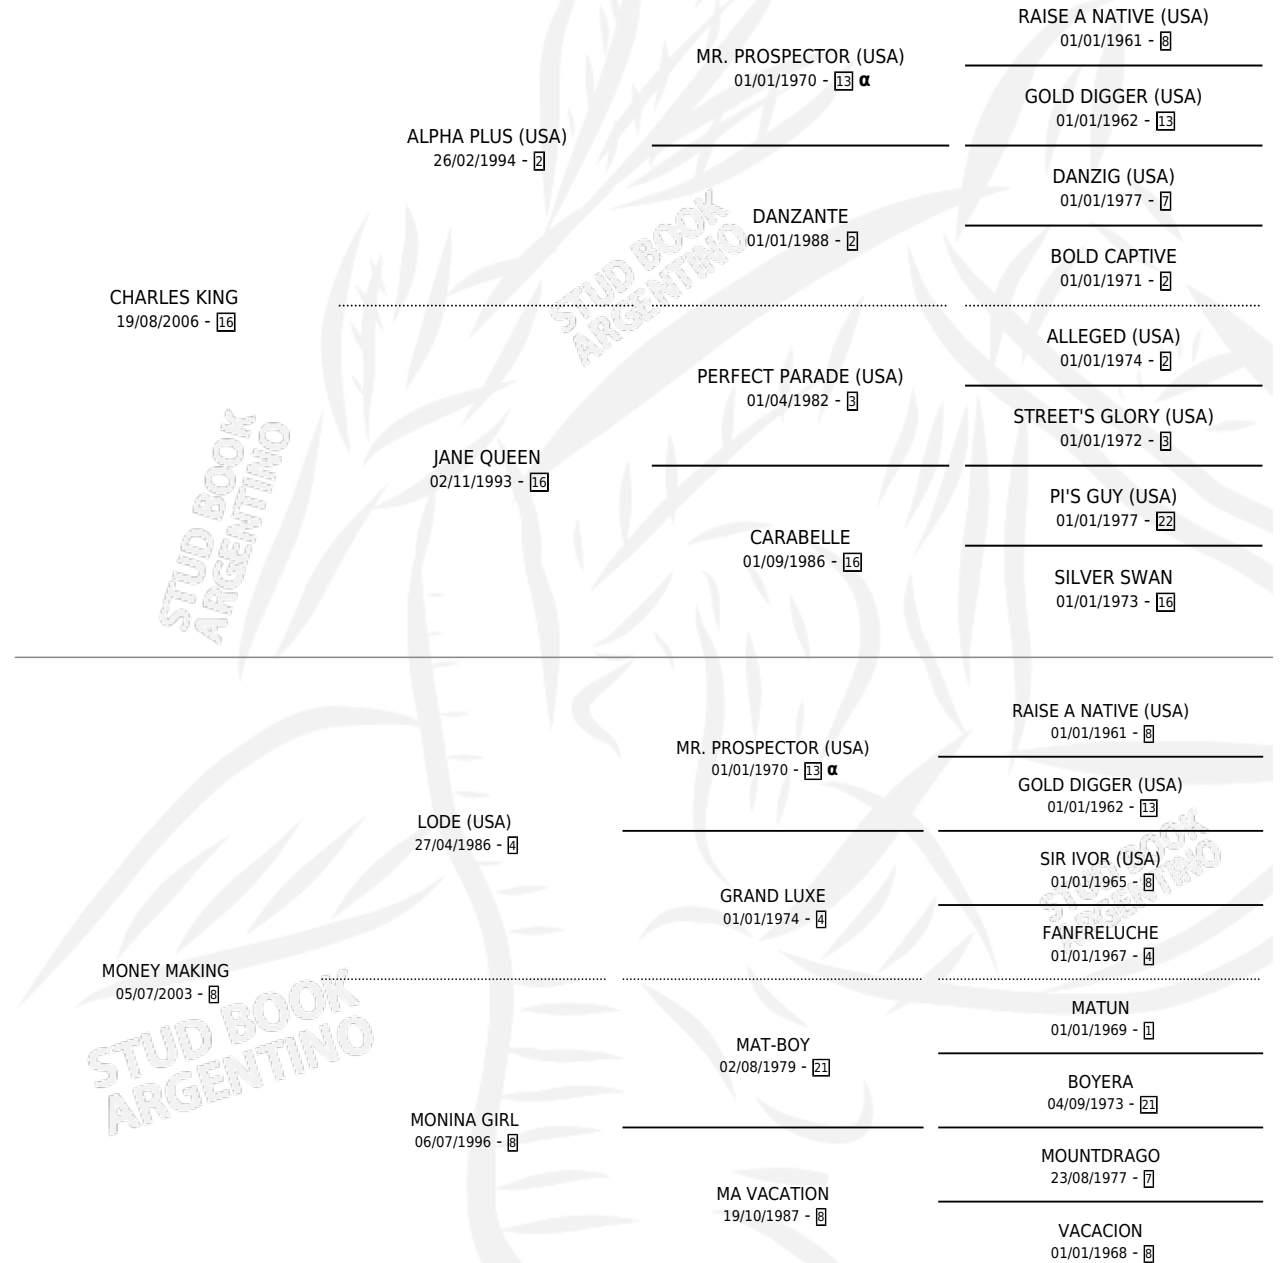 RAISE A NATIVE (USA)
01/01/1961 - 8
MR. PROSPECTOR (USA)
01/01/1970 - 13 α
GOLD DIGGER (USA)
01/01/1962 - 13
ALPHA PLUS (USA)
26/02/1994 - 2
DANZIG (USA)
01/01/1977 - 7
DANZANTE
01/01/1988 - 2
BOLD CAPTIVE
01/01/1971 - 2
STUD BOOK
ARGENTINO
CHARLES KING
19/08/2006 - 16
ALLEGED (USA)
01/01/1974 - 2
PERFECT PARADE (USA)
01/04/1982 - 3
STREET'S GLORY (USA)
01/01/1972 - 3
JANE QUEEN
02/11/1993 - 16
PI'S GUY (USA)
01/01/1977 - 22
CARABELLE
01/09/1986 - 16
SILVER SWAN
01/01/1973 - 16
STUD BOOK
ARGENTINO
RAISE A NATIVE (USA)
01/01/1961 - 8
MR. PROSPECTOR (USA)
01/01/1970 - 13 α
GOLD DIGGER (USA)
01/01/1962 - 13
LODE (USA)
27/04/1986 - 4
SIR IVOR (USA)
01/01/1965 - 8
STUD BOOK
ARGENTINO
GRAND LUXE
01/01/1974 - 4
FANFRELUCHE
01/01/1967 - 4
MONEY MAKING
05/07/2003 - 8
STUD BOOK
ARGENTINO
MATUN
01/01/1969 - 1
MAT-BOY
02/08/1979 - 21
BOYERA
04/09/1973 - 21
MONINA GIRL
06/07/1996 - 8
MOUNTDRAGO
23/08/1977 - 7
MA VACATION
19/10/1987 - 8
VACACION
01/01/1968 - 8